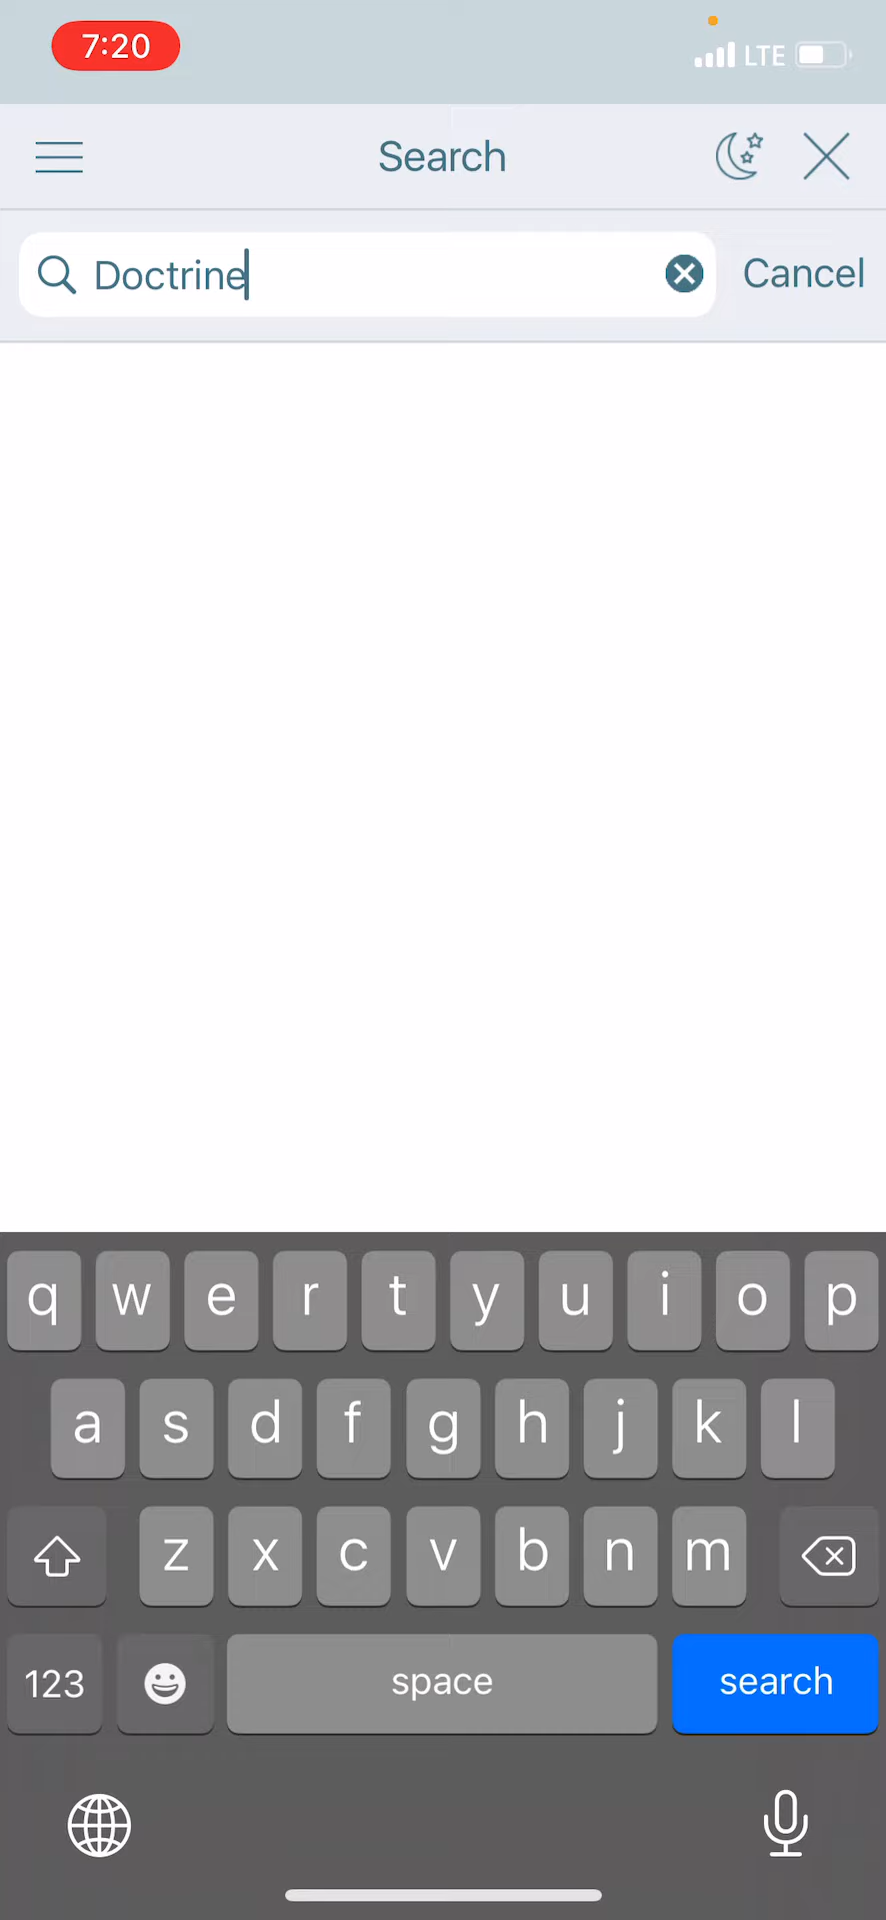 7:20 LTE
Search
Doctrine Cancel
q w e r t y u i o p
a s d f g h j k l
z x c v b n m
123 space search